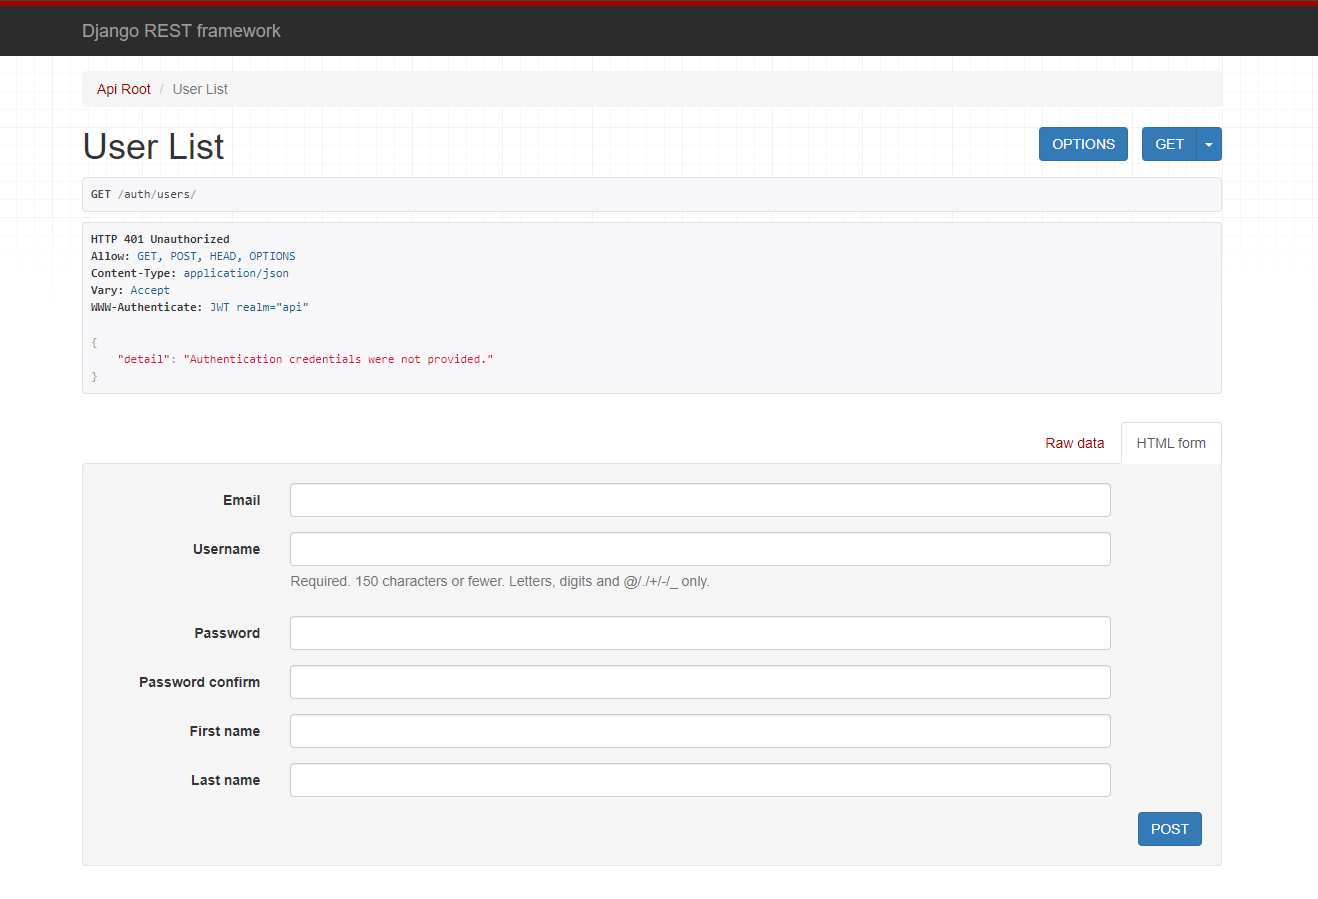 Django REST framework
Api Root / User List
User List
OPTIONS
GET
GET /auth/users/
HTTP 401 Unauthorized
Allow: GET, POST, HEAD, OPTIONS
Content-Type: application/json
Vary: Accept
WWW-Authenticate: JWT realm="api"
{
"detail": "Authentication credentials were not provided."
}
Raw data
HTML form
Email
Username
Required. 150 characters or fewer. Letters, digits and @/./+/-/_ only.
Password
Password confirm
First name
Last name
POST